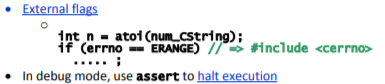 • External flags
○
int n = atoi(num_CString);
if (errno == ERANGE) // => #include <cerrno>
..... ;
• In debug mode, use assert to halt execution